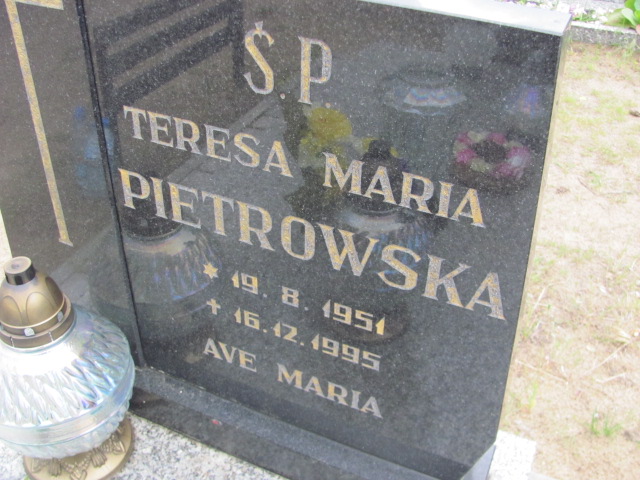 Ś.P.
TERESA MARIA
PIETROWSKA
* 19. 8. 1951
+ 16.12.1995
AVE MARIA